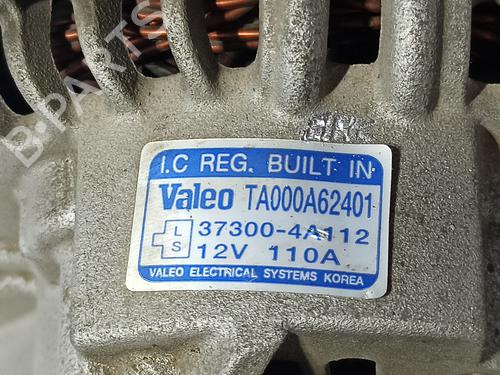 B-PARTS
I.C REG. BUILT IN
Valeo TA000A62401
L 37300-4A112
S 12V 110A
VALEO ELECTRICAL SYSTEMS KOREA